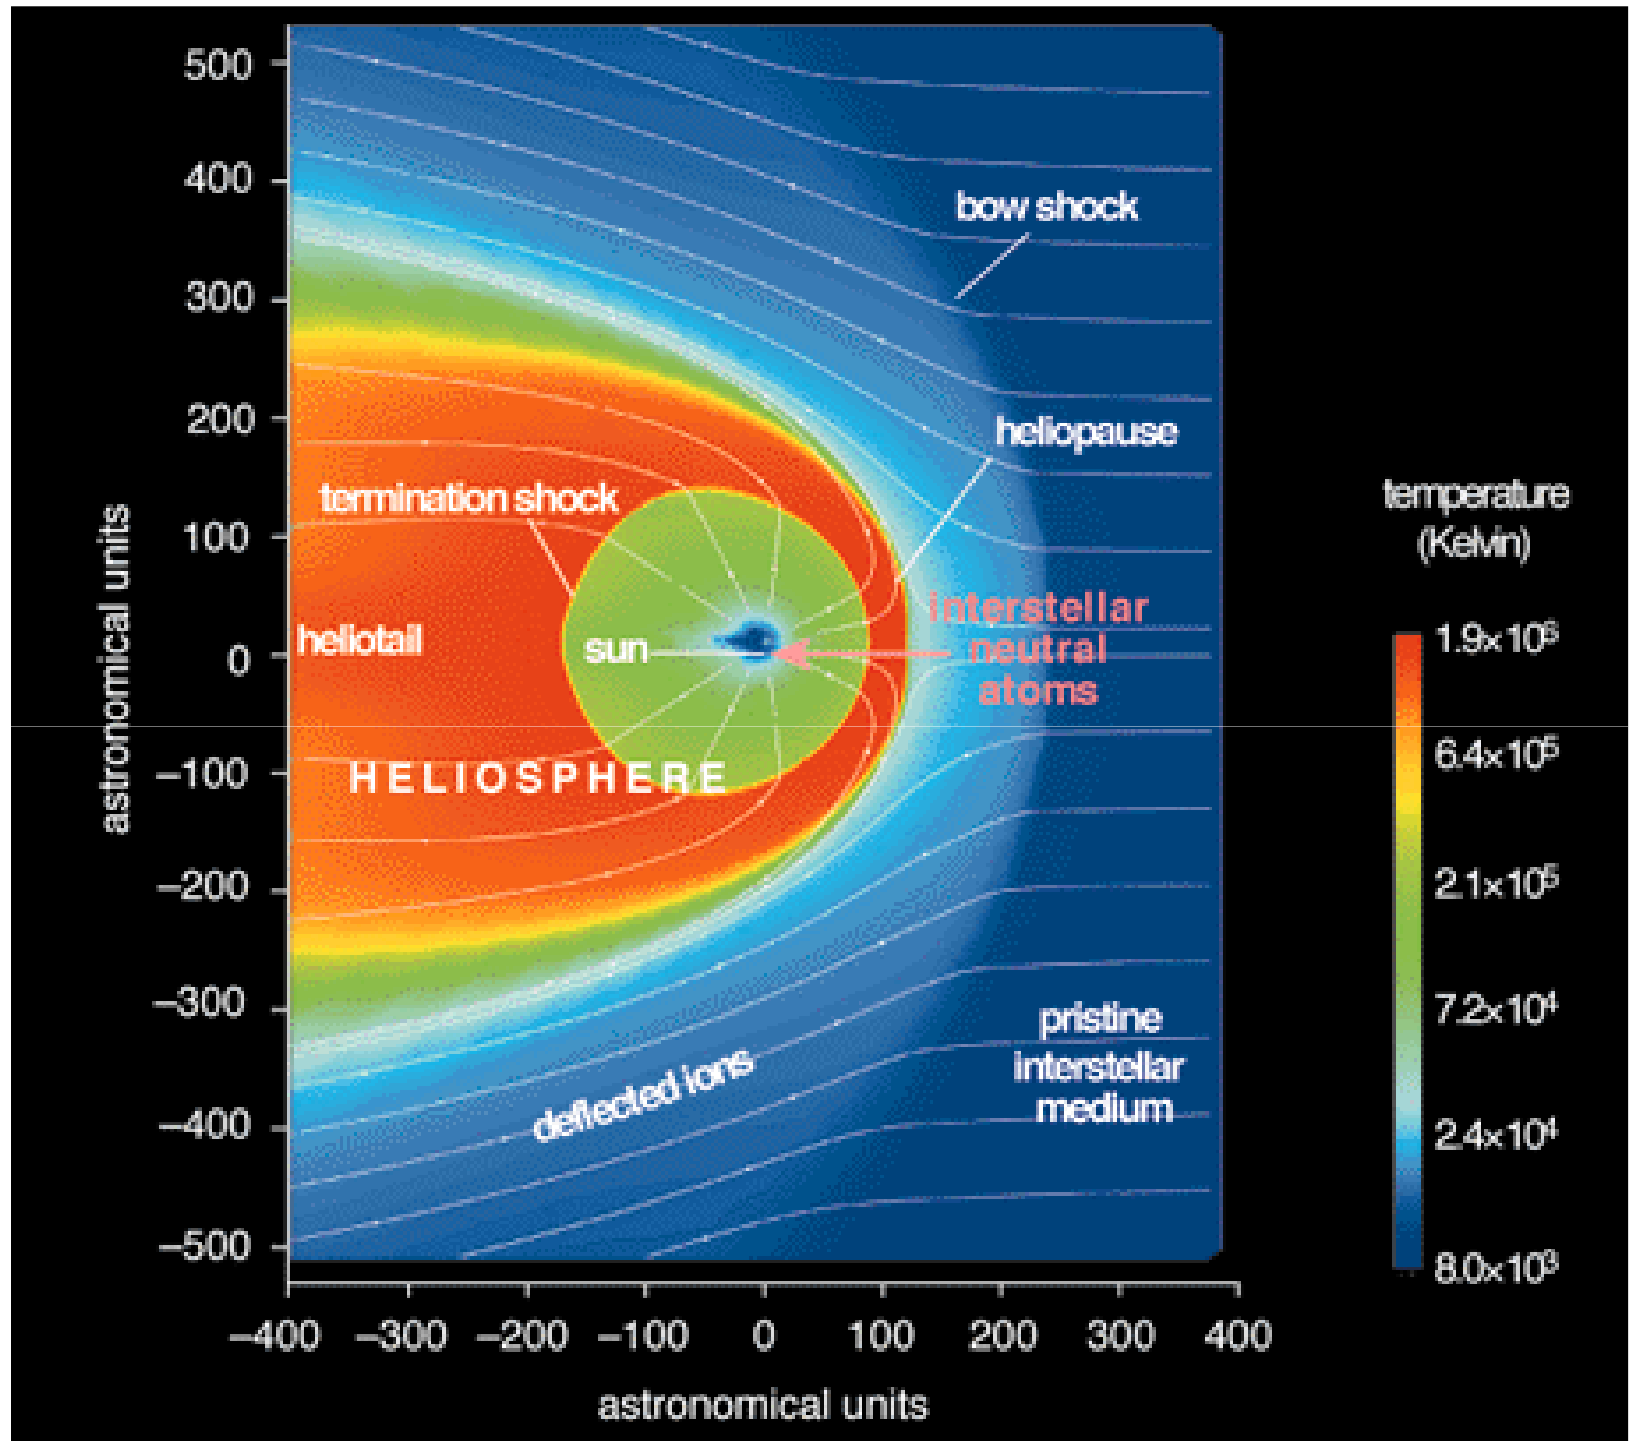 500
400
300
200
100
0
−100
−200
−300
−400
−500
astronomical units
bow shock
heliopause
termination shock
interstellar
neutral
atoms
heliotail
sun
HELIOSPHERE
pristine
interstellar
medium
deflected ions
−400 −300 −200 −100 0 100 200 300 400
astronomical units
temperature
(Kelvin)
1.9×10⁶
6.4×10⁵
2.1×10⁵
7.2×10⁴
2.4×10⁴
8.0×10³